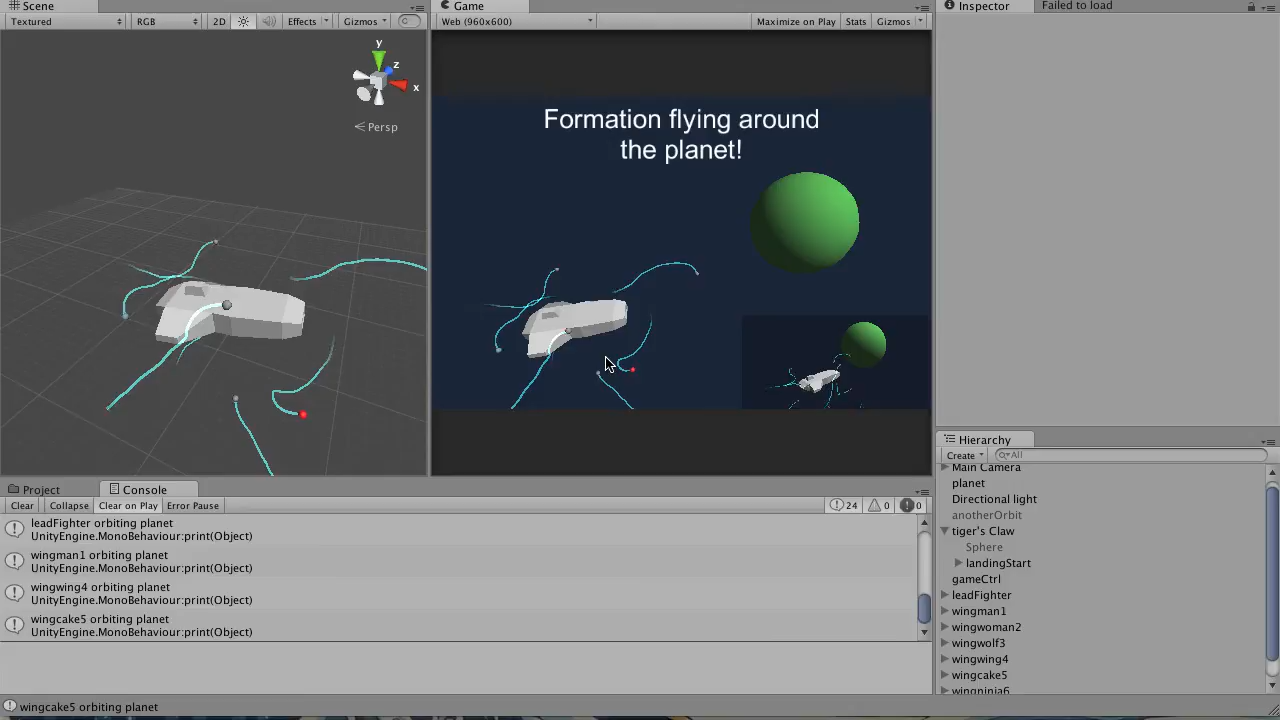 Scene
Textured
RGB
2D
Effects
Gizmos
Persp
y
z
x
Game
Web (960x600)
Maximize on Play
Stats
Gizmos
Formation flying around
the planet!
Inspector
Failed to load
Hierarchy
Create
All
Main Camera
planet
Directional light
anotherOrbit
tiger's Claw
Sphere
landingStart
gameCtrl
leadFighter
wingman1
wingwoman2
wingwolf3
wingwing4
wingcake5
wingninja6
Project
Console
Clear
Collapse
Clear on Play
Error Pause
24
0
0
leadFighter orbiting planet
UnityEngine.MonoBehaviour:print(Object)
wingman1 orbiting planet
UnityEngine.MonoBehaviour:print(Object)
wingwing4 orbiting planet
UnityEngine.MonoBehaviour:print(Object)
wingcake5 orbiting planet
UnityEngine.MonoBehaviour:print(Object)
wingcake5 orbiting planet